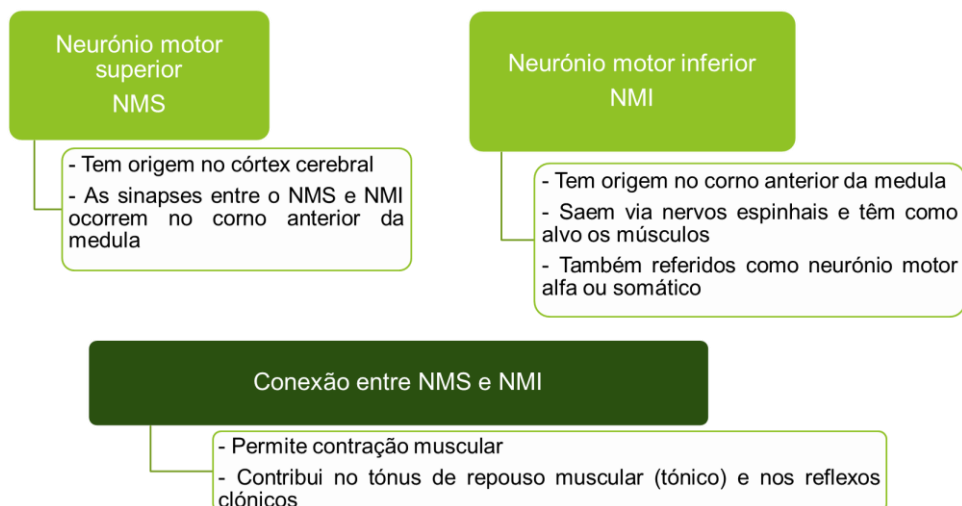 Neurónio motor
superior
NMS
- Tem origem no córtex cerebral
- As sinapses entre o NMS e NMI
ocorrem no corno anterior da
medula
Neurónio motor inferior
NMI
- Tem origem no corno anterior da medula
- Saem via nervos espinhais e têm como
alvo os músculos
- Também referidos como neurónio motor
alfa ou somático
Conexão entre NMS e NMI
- Permite contração muscular
- Contribui no tónus de repouso muscular (tónico) e nos reflexos
clónicos